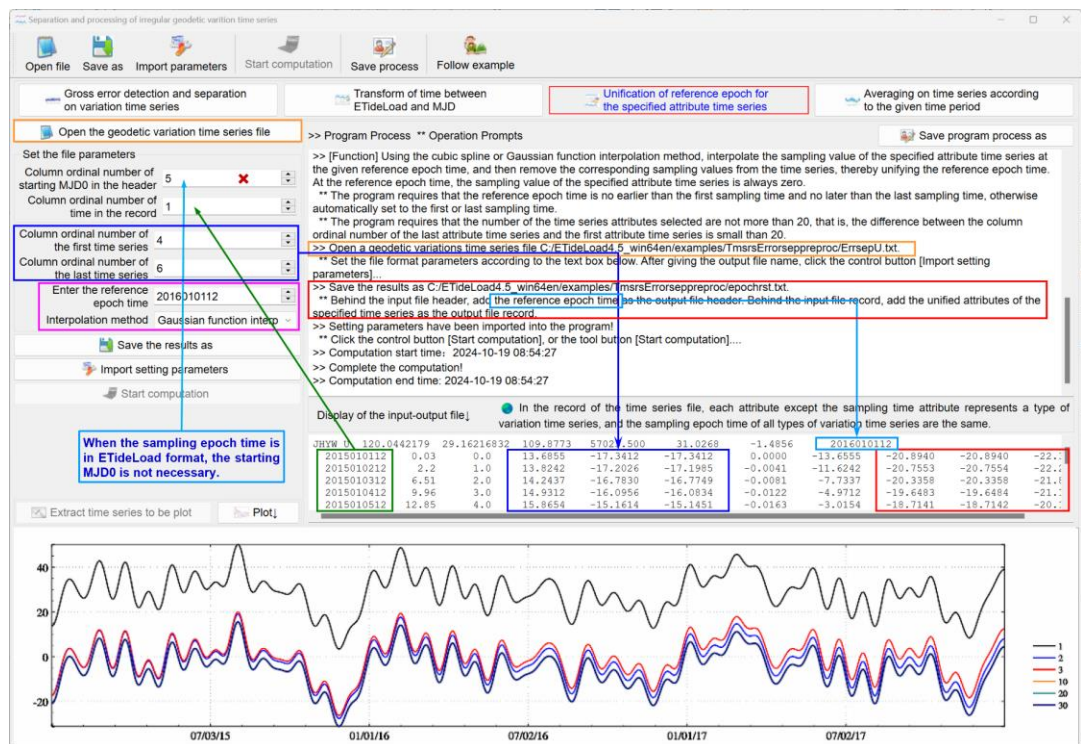 Separation and processing of irregular geodetic varition time series
Open file
Save as
Import parameters
Start computation
Save process
Follow example
Gross error detection and separation
on variation time series
Transform of time between
ETideLoad and MJD
Unification of reference epoch for
the specified attribute time series
Averaging on time series according
to the given time period
Open the geodetic variation time series file
Set the file parameters
Column ordinal number of
starting MJD0 in the header
5
Column ordinal number of
time in the record
1
Column ordinal number of
the first time series
4
Column ordinal number of
the last time series
6
Enter the reference
epoch time
2016010112
Interpolation method
Gaussian function interp
Save the results as
Import setting parameters
Start computation
When the sampling epoch time is
in ETideLoad format, the starting
MJD0 is not necessary.
Extract time series to be plot
Plot↓
>> Program Process ** Operation Prompts
Save program process as
>> [Function] Using the cubic spline or Gaussian function interpolation method, interpolate the sampling value of the specified attribute time series at
the given reference epoch time, and then remove the corresponding sampling values from the time series, thereby unifying the reference epoch time.
At the reference epoch time, the sampling value of the specified attribute time series is always zero.
** The program requires that the reference epoch time is no earlier than the first sampling time and no later than the last sampling time, otherwise
automatically set to the first or last sampling time.
** The program requires that the number of the time series attributes selected are not more than 20, that is, the difference between the column
ordinal number of the last attribute time series and the first attribute time series is small than 20.
>> Open a geodetic variations time series file C:/ETideLoad4.5_win64en/examples/TmsrsErrorseppreproc/ErrsepU.txt.
** Set the file format parameters according to the text box below. After giving the output file name, click the control button [Import setting
parameters]...
>> Save the results as C:/ETideLoad4.5_win64en/examples/TmsrsErrorseppreproc/epochrst.txt.
** Behind the input file header, add the reference epoch time as the output file header. Behind the input file record, add the unified attributes of the
specified time series as the output file record.
>> Setting parameters have been imported into the program!
** Click the control button [Start computation], or the tool button [Start computation]....
>> Computation start time: 2024-10-19 08:54:27
>> Complete the computation!
>> Computation end time: 2024-10-19 08:54:27
Display of the input-output file↓
In the record of the time series file, each attribute except the sampling time attribute represents a type of
variation time series, and the sampling epoch time of all types of variation time series are the same.
JHYW U 120.0442179 29.16216832 109.8773 .500 31.0268 -1.4856 2016010112
2015010112 0.03 0.0 13.6855 -17.3412 -17.3412 0.0000 -13.6555 -20.8940 -20.8940 -22.
2015020112 2.2 1.0 13.8242 -17.2026 -17.1985 -0.0041 -11.6242 -20.7553 -20.7554 -22.
2015030112 6.51 2.0 14.2437 -16.7830 -16.7749 -0.0081 -7.7337 -20.3358 -20.3358 -21.
2015040112 9.96 3.0 14.9312 -16.0956 -16.0834 -0.0122 -4.9712 -19.6483 -19.6484 -21.
2015050112 12.85 4.0 15.8654 -15.1614 -15.1451 -0.0163 -3.0154 -18.7141 -18.7142 -20.
40
20
0
-20
07/03/15
01/01/16
07/02/16
01/01/17
07/02/17
1
2
3
10
20
30